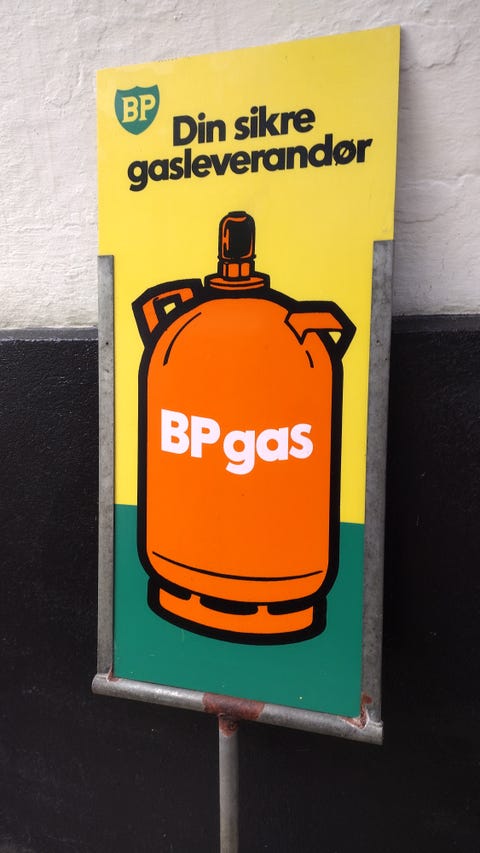 BP
Din sikre
gasleverandør
BP gas